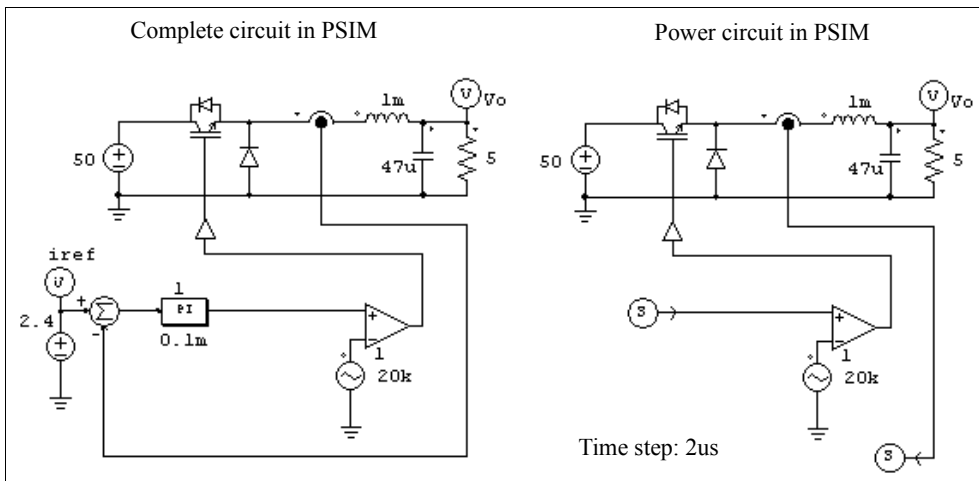 Complete circuit in PSIM
Power circuit in PSIM
V
Vo
1m
50
47u
5
iref
V
2.4
1
PI
0.1m
1
20k
V
Vo
1m
50
47u
5
S
1
20k
Time step: 2us
S